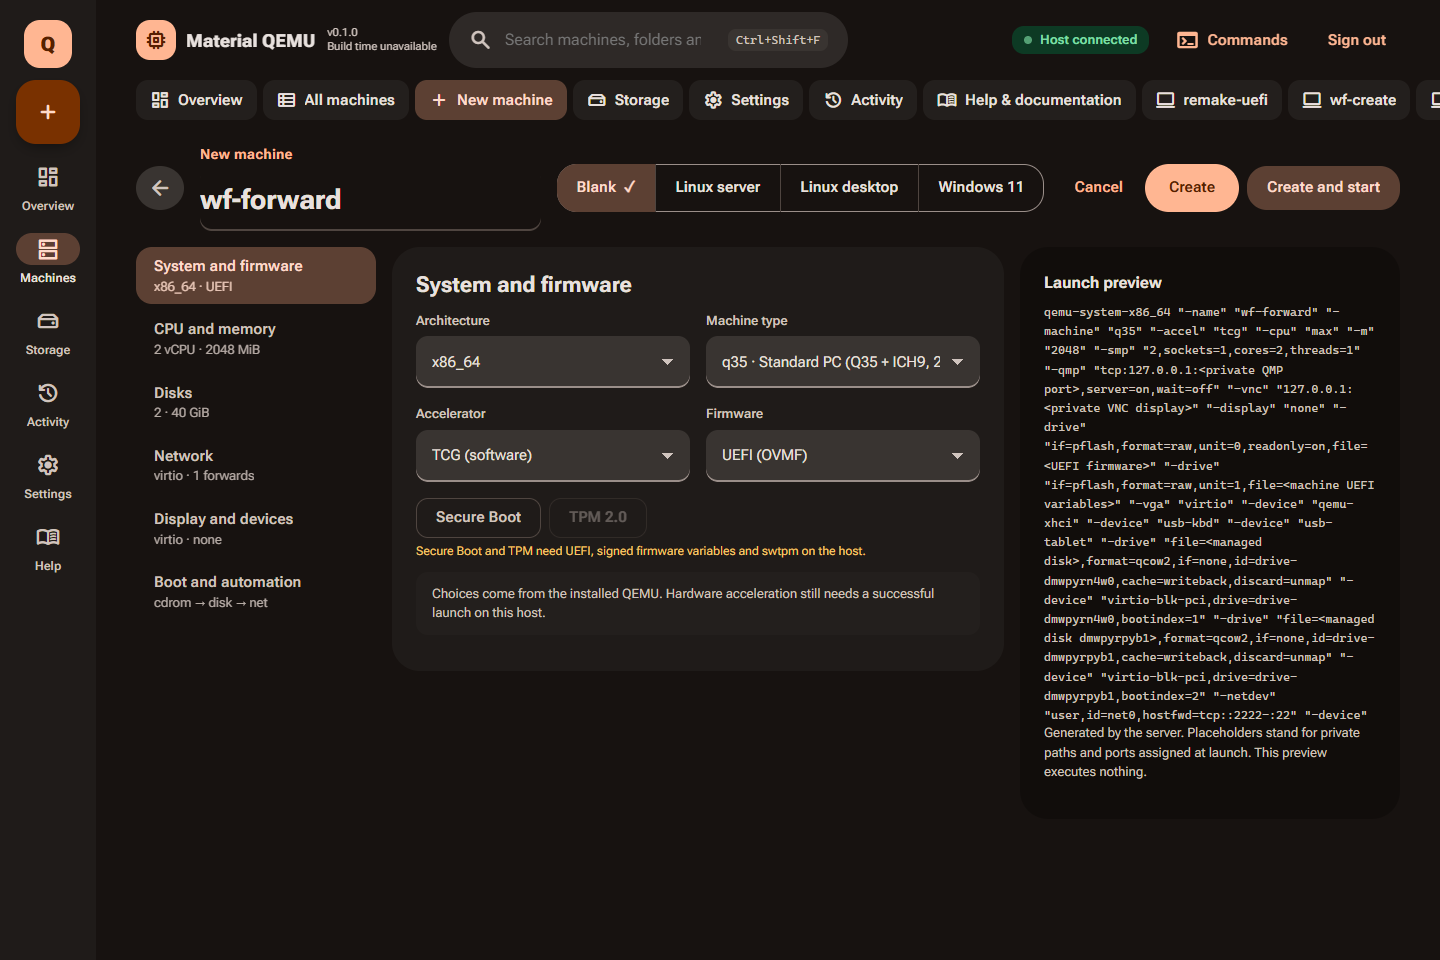 Q
Material QEMU
v0.1.0
Build time unavailable
Search machines, folders an
Ctrl+Shift+F
Host connected
Commands
Sign out
Overview
All machines
New machine
Storage
Settings
Activity
Help & documentation
remake-uefi
wf-create
Overview
Machines
Storage
Activity
Settings
Help
New machine
wf-forward
Blank ✓
Linux server
Linux desktop
Windows 11
Cancel
Create
Create and start
System and firmware
x86_64 · UEFI
CPU and memory
2 vCPU · 2048 MiB
Disks
2 · 40 GiB
Network
virtio · 1 forwards
Display and devices
virtio · none
Boot and automation
cdrom → disk → net
System and firmware
Architecture
Machine type
x86_64
q35 · Standard PC (Q35 + ICH9, 2
Accelerator
Firmware
TCG (software)
UEFI (OVMF)
Secure Boot
TPM 2.0
Secure Boot and TPM need UEFI, signed firmware variables and swtpm on the host.
Choices come from the installed QEMU. Hardware acceleration still needs a successful
launch on this host.
Launch preview
qemu-system-x86_64 "-name" "wf-forward" "-
machine" "q35" "-accel" "tcg" "-cpu" "max" "-m"
"2048" "-smp" "2,sockets=1,cores=2,threads=1"
"-qmp" "tcp:127.0.0.1:<private QMP
port>,server=on,wait=off" "-vnc" "127.0.0.1:
<private VNC display>" "-display" "none" "-
drive"
"if=pflash,format=raw,unit=0,readonly=on,file=
<UEFI firmware>" "-drive"
"if=pflash,format=raw,unit=1,file=<machine UEFI
variables>" "-vga" "virtio" "-device" "qemu-
xhci" "-device" "usb-kbd" "-device" "usb-
tablet" "-drive" "file=<managed
disk>,format=qcow2,if=none,id=drive-
dmwpyrn4w0,cache=writeback,discard=unmap" "-
device" "virtio-blk-pci,drive=drive-
dmwpyrn4w0,bootindex=1" "-drive" "file=<managed
disk dmwpyrpyb1>,format=qcow2,if=none,id=drive-
dmwpyrpyb1,cache=writeback,discard=unmap" "-
device" "virtio-blk-pci,drive=drive-
dmwpyrpyb1,bootindex=2" "-netdev"
"user,id=net0,hostfwd=tcp::2222-:22" "-device"
Generated by the server. Placeholders stand for private
paths and ports assigned at launch. This preview
executes nothing.